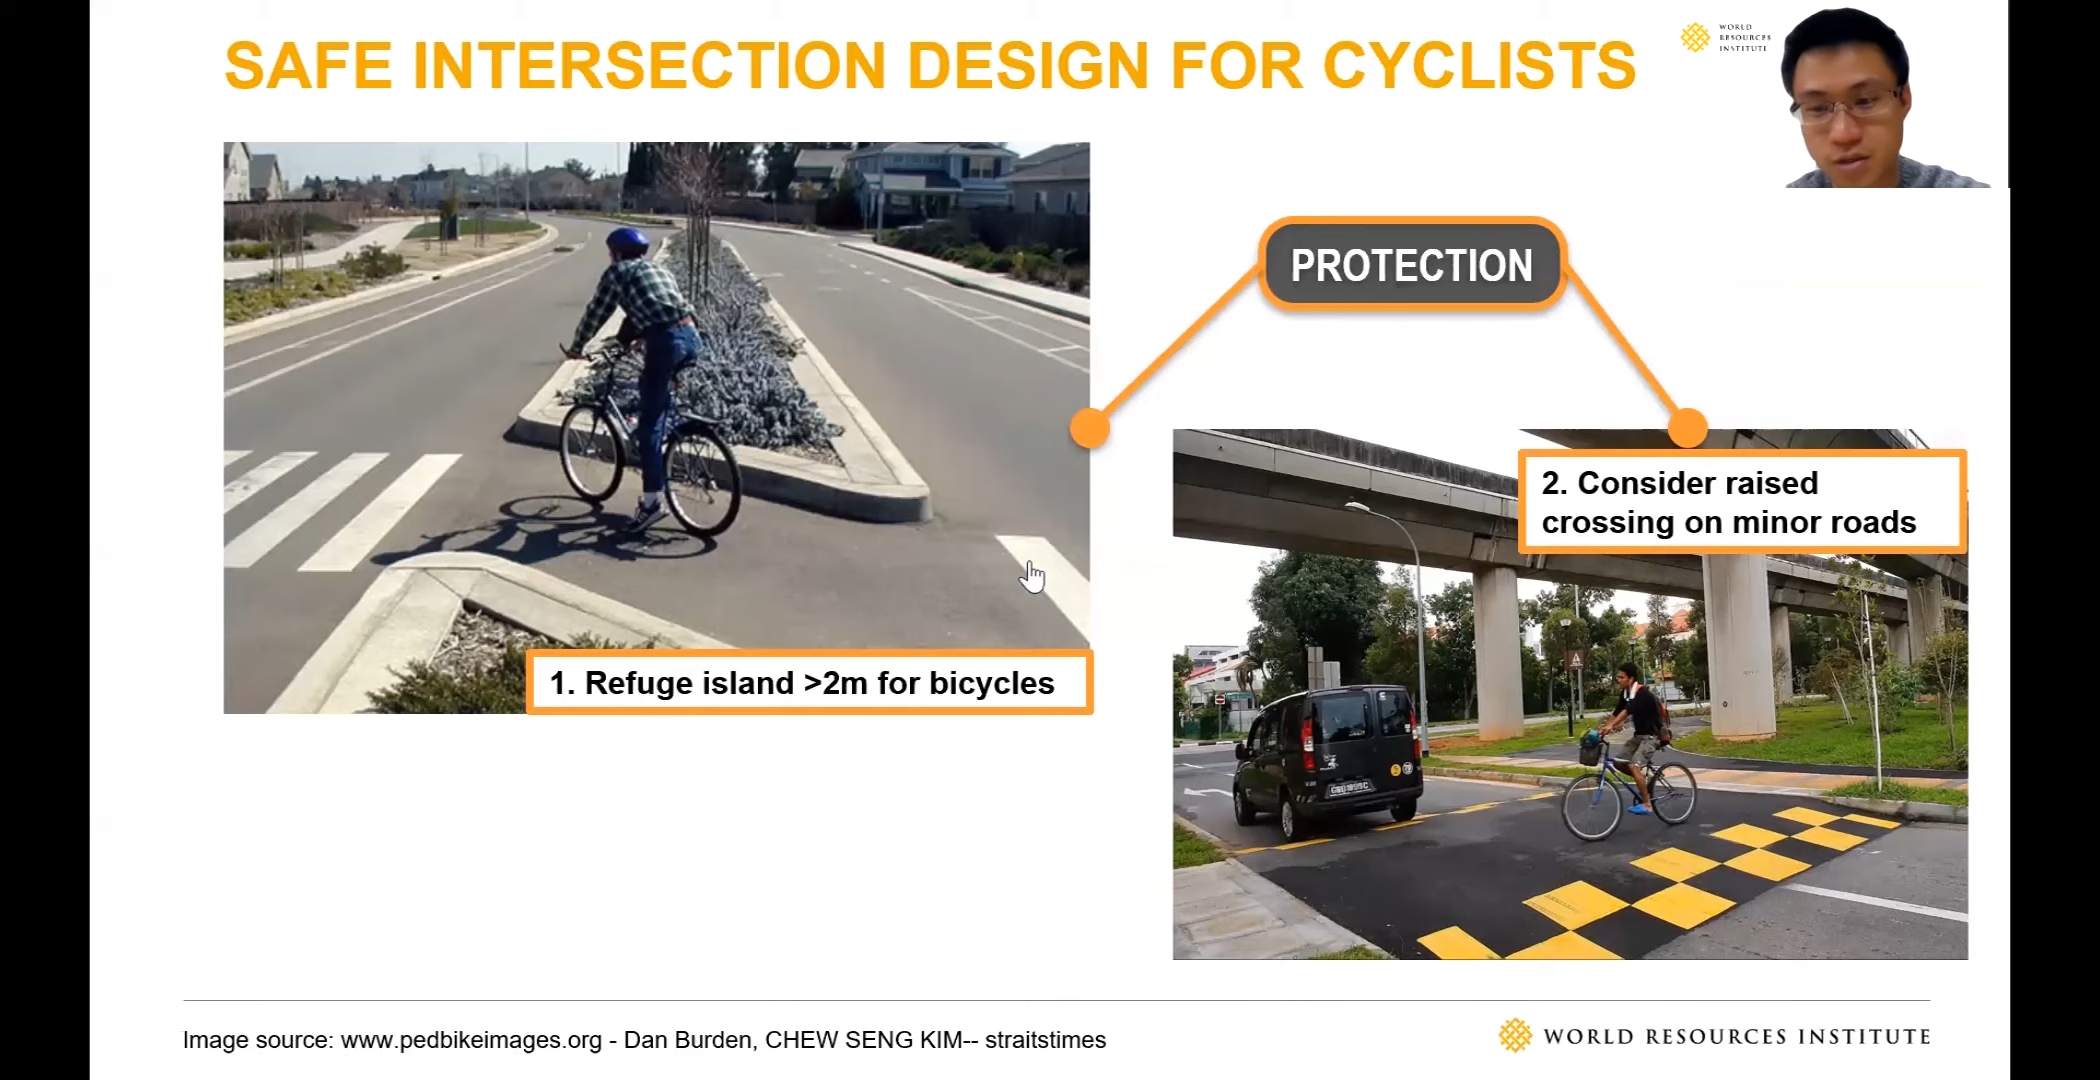 SAFE INTERSECTION DESIGN FOR CYCLISTS
WORLD
RESOURCES
INSTITUTE
PROTECTION
2. Consider raised
crossing on minor roads
1. Refuge island >2m for bicycles
Image source: www.pedbikeimages.org - Dan Burden, CHEW SENG KIM-- straitstimes
WORLD RESOURCES INSTITUTE